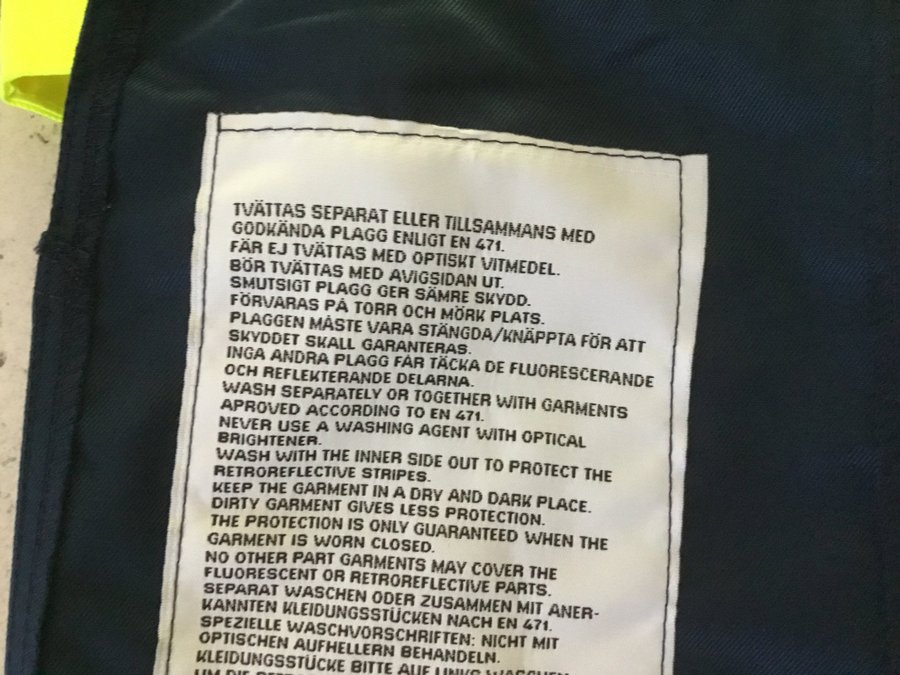 TVÄTTAS SEPARAT ELLER TILLSAMMANS MED
GODKÄNDA PLAGG ENLIGT EN 471.
FÄR EJ TVÄTTAS MED OPTISKT VITMEDEL.
BÖR TVÄTTAS MED AVIGSIDAN UT.
SMUTSIGT PLAGG GER SÄMRE SKYDD.
FÖRVARAS PÅ TORR OCH MÖRK PLATS.
PLAGGEN MÅSTE VARA STÄNGDA/KNÄPPTA FÖR ATT
SKYDDET SKALL GARANTERAS.
INGA ANDRA PLAGG FÅR TÄCKA DE FLUORESCERANDE
OCH REFLEKTERANDE DELARNA.
WASH SEPARATELY OR TOGETHER WITH GARMENTS
APROVED ACCORDING TO EN 471.
NEVER USE A WASHING AGENT WITH OPTICAL
BRIGHTENER.
WASH WITH THE INNER SIDE OUT TO PROTECT THE
RETROREFLECTIVE STRIPES.
KEEP THE GARMENT IN A DRY AND DARK PLACE.
DIRTY GARMENT GIVES LESS PROTECTION.
THE PROTECTION IS ONLY GUARANTEED WHEN THE
GARMENT IS WORN CLOSED.
NO OTHER PART GARMENTS MAY COVER THE
FLUORESCENT OR RETROREFLECTIVE PARTS.
SEPARAT WASCHEN ODER ZUSAMMEN MIT ANER-
KANNTEN KLEIDUNGSSTÜCKEN NACH EN 471.
SPEZIELLE WASCHVORSCHRIFTEN: NICHT MIT
OPTISCHEN AUFHELLERN BEHANDELN.
KLEIDUNGSSTÜCKE BITTE AUF LINKS WASCHEN
UM DIE